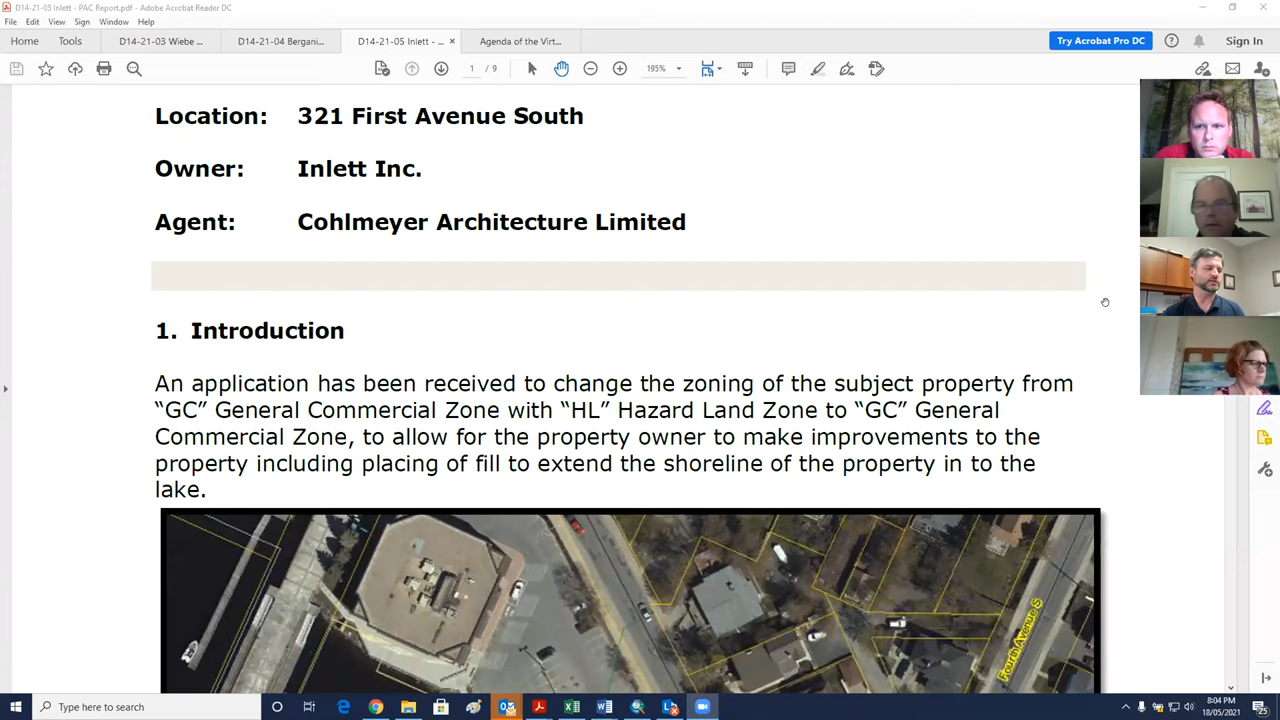 D14-21-05 Inlett - PAC Report.pdf - Adobe Acrobat Reader DC
File Edit View Sign Window Help
Home Tools D14-21-03 Wiebe ... D14-21-04 Bergani... D14-21-05 Inlett - ... × Agenda of the Virt... Try Acrobat Pro DC Sign In
1 / 9 195%
Location: 321 First Avenue South
Owner: Inlett Inc.
Agent: Cohlmeyer Architecture Limited
1. Introduction
An application has been received to change the zoning of the subject property from
“GC” General Commercial Zone with “HL” Hazard Land Zone to “GC” General
Commercial Zone, to allow for the property owner to make improvements to the
property including placing of fill to extend the shoreline of the property in to the
lake.
Fourth Avenue S
Type here to search
8:04 PM
18/05/2021
25